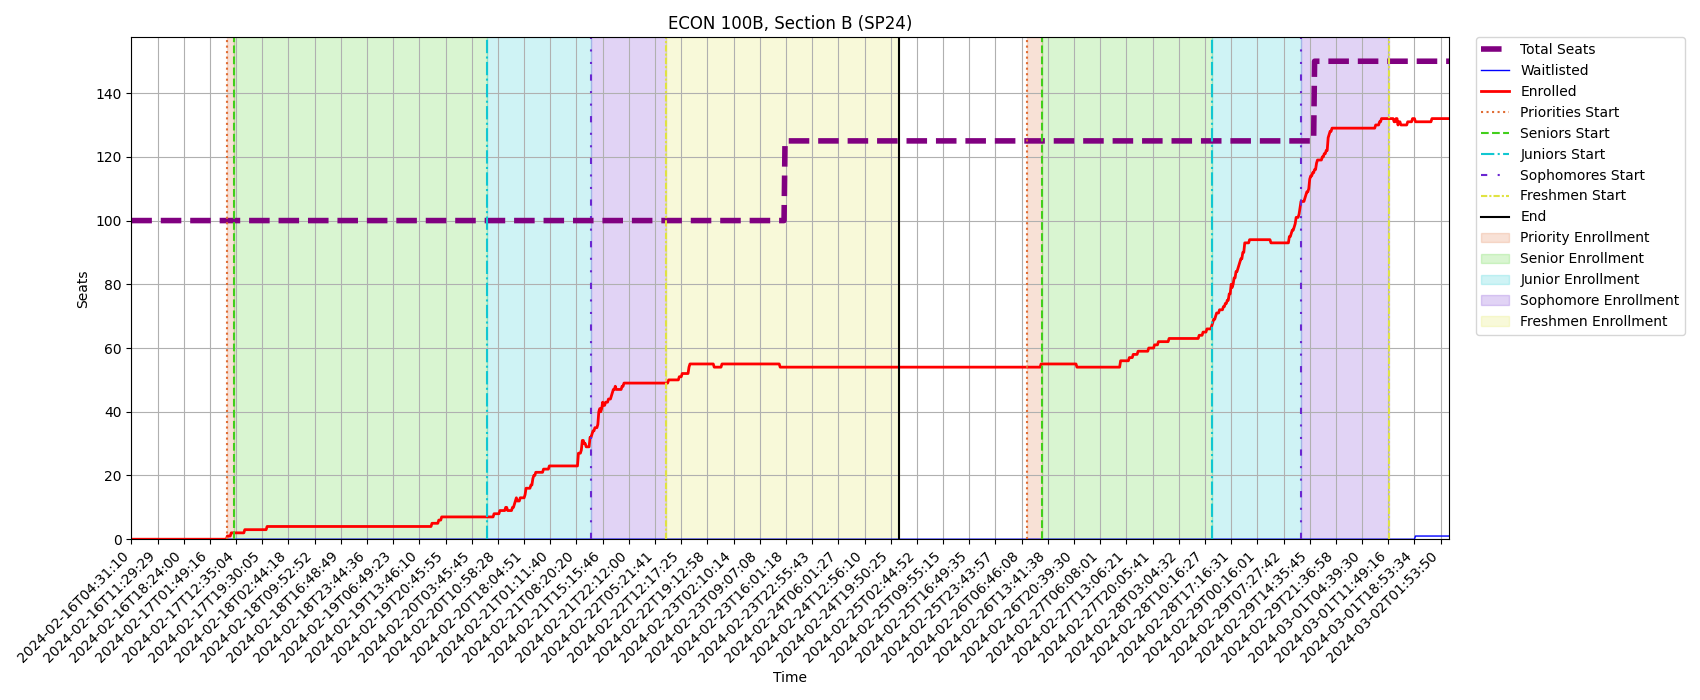 ECON 100B, Section B (SP24)
Seats
140
120
100
80
60
40
20
0
2024-02-16T04:31:10
2024-02-16T11:29:29
2024-02-16T18:24:00
2024-02-17T01:49:16
2024-02-17T12:35:04
2024-02-17T19:30:05
2024-02-18T02:44:18
2024-02-18T09:52:52
2024-02-18T16:48:49
2024-02-18T23:44:36
2024-02-19T06:49:23
2024-02-19T13:46:10
2024-02-19T20:45:55
2024-02-20T03:45:45
2024-02-20T10:58:28
2024-02-20T18:04:51
2024-02-21T01:11:40
2024-02-21T08:20:20
2024-02-21T15:15:46
2024-02-21T22:12:00
2024-02-22T05:21:41
2024-02-22T12:17:25
2024-02-22T19:12:58
2024-02-23T02:10:14
2024-02-23T09:07:08
2024-02-23T16:01:18
2024-02-23T22:55:43
2024-02-24T06:01:27
2024-02-24T12:56:10
2024-02-24T19:50:25
2024-02-25T02:44:52
2024-02-25T09:55:15
2024-02-25T16:49:35
2024-02-25T23:43:57
2024-02-26T06:46:08
2024-02-26T13:41:38
2024-02-26T20:39:30
2024-02-27T06:08:01
2024-02-27T13:06:21
2024-02-27T20:05:41
2024-02-28T03:04:32
2024-02-28T10:16:27
2024-02-28T17:16:31
2024-02-29T00:16:01
2024-02-29T07:27:42
2024-02-29T14:35:45
2024-02-29T21:36:58
2024-03-01T04:39:30
2024-03-01T11:49:16
2024-03-01T18:53:34
2024-03-02T01:53:50
Time
Total Seats
Waitlisted
Enrolled
Priorities Start
Seniors Start
Juniors Start
Sophomores Start
Freshmen Start
End
Priority Enrollment
Senior Enrollment
Junior Enrollment
Sophomore Enrollment
Freshmen Enrollment